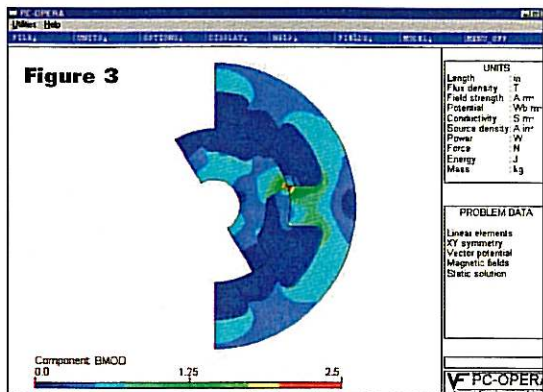 PC-OPERA
Utilities Help
FILE↓ UNITS↓ OPTIONS↓ DISPLAY↓ HELP↓ FIELDS↓ MODEL↓ MENU OFF
Figure 3
UNITS
Length : in
Flux density : T
Field strength : A m⁻¹
Potential : Wb m⁻¹
Conductivity : S m⁻¹
Source density : A in⁻²
Power : W
Force : N
Energy : J
Mass : kg
PROBLEM DATA
Linear elements
XY symmetry
Vector potential
Magnetic fields
Static solution
Component: BMOD
0.0 1.25 2.5
VF PC-OPERA